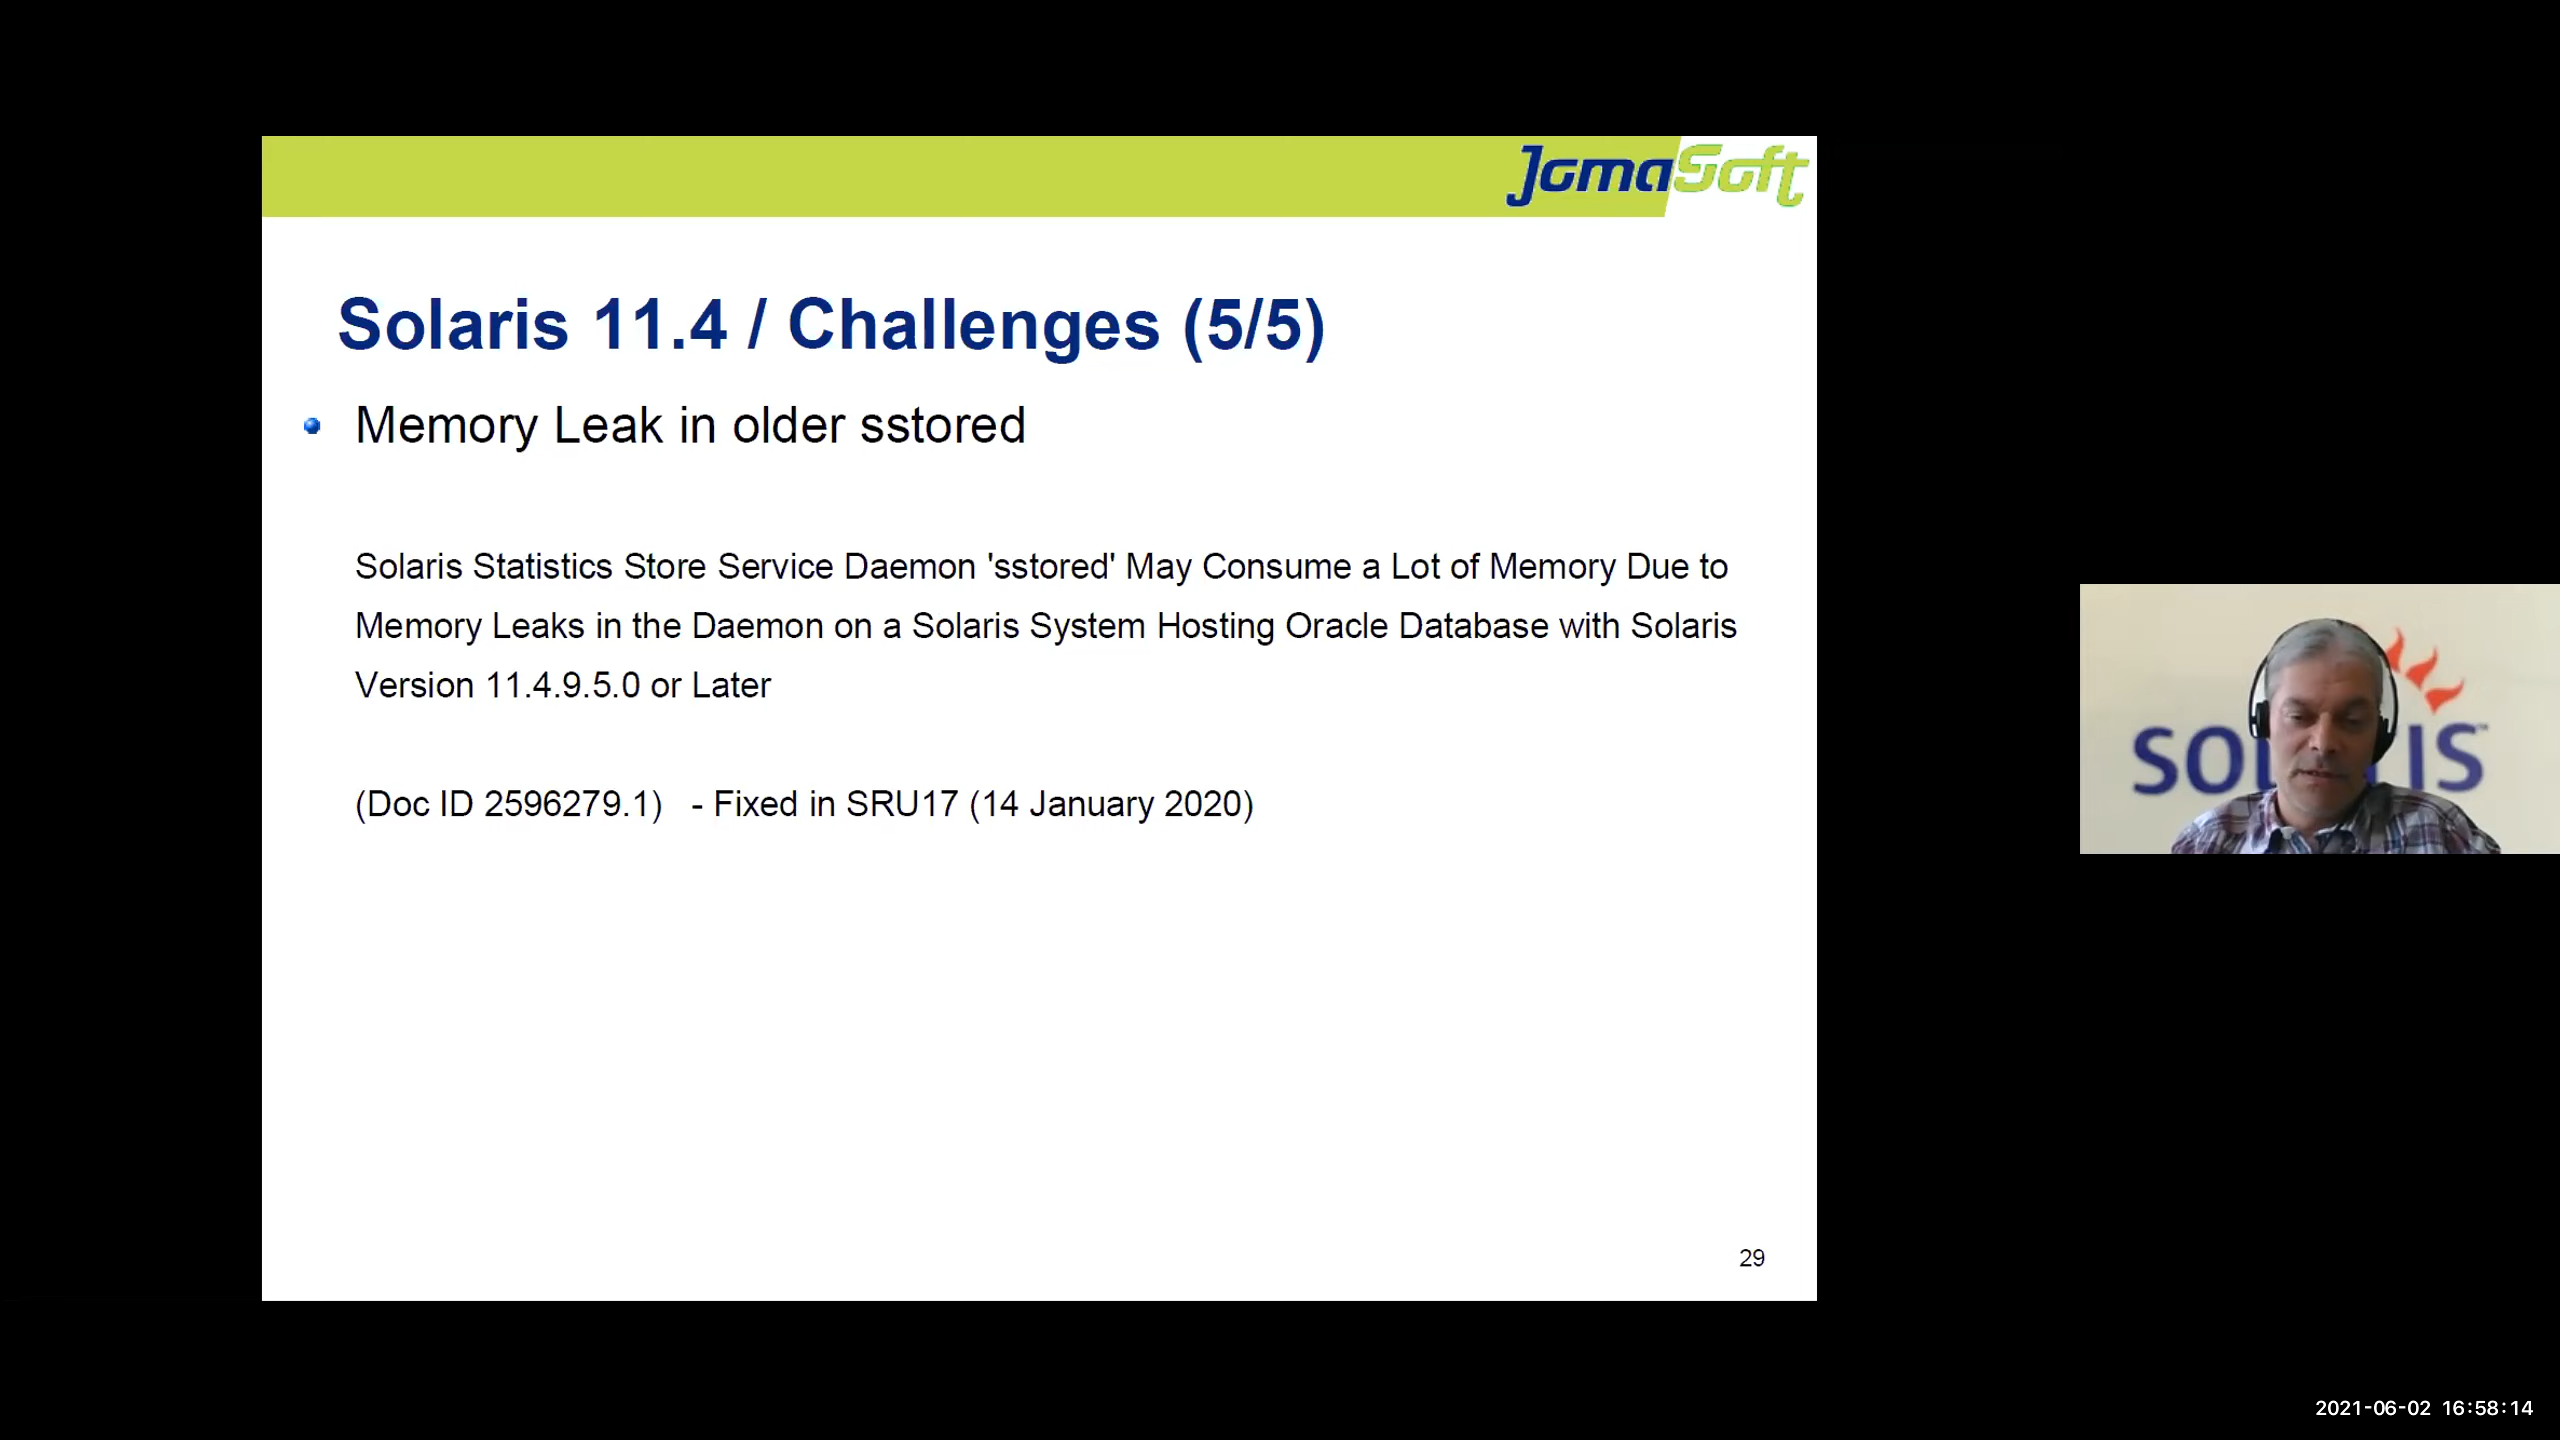 JomaSoft
Solaris 11.4 / Challenges (5/5)
Memory Leak in older sstored
Solaris Statistics Store Service Daemon 'sstored' May Consume a Lot of Memory Due to
Memory Leaks in the Daemon on a Solaris System Hosting Oracle Database with Solaris
Version 11.4.9.5.0 or Later
(Doc ID 2596279.1) - Fixed in SRU17 (14 January 2020)
SOL IS™
29
2021-06-02 16:58:14